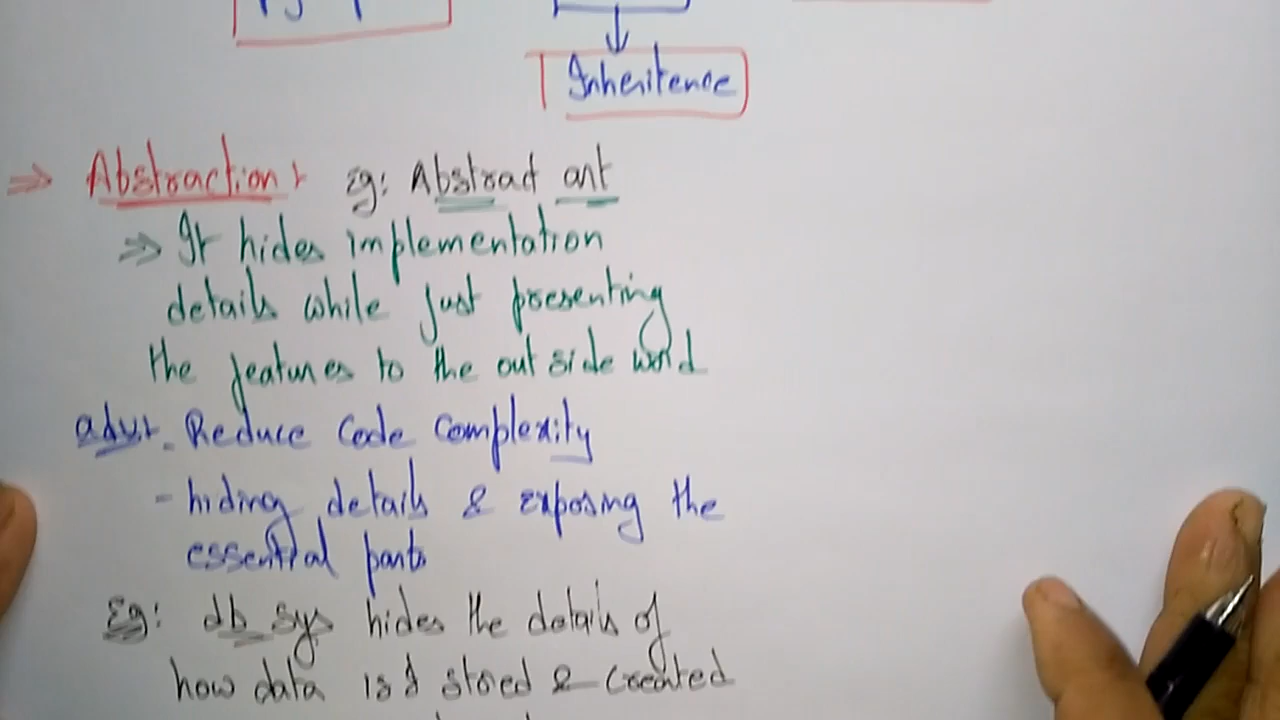 Inheritence
⇒ Abstraction:- Eg: Abstract art
⇒ It hides implementation
details while just presenting
the features to the out side world
adv:- - Reduce Code Complexity
- hiding details & exposing the
essential parts
Eg: db sys hides the details of
how data is stored & created